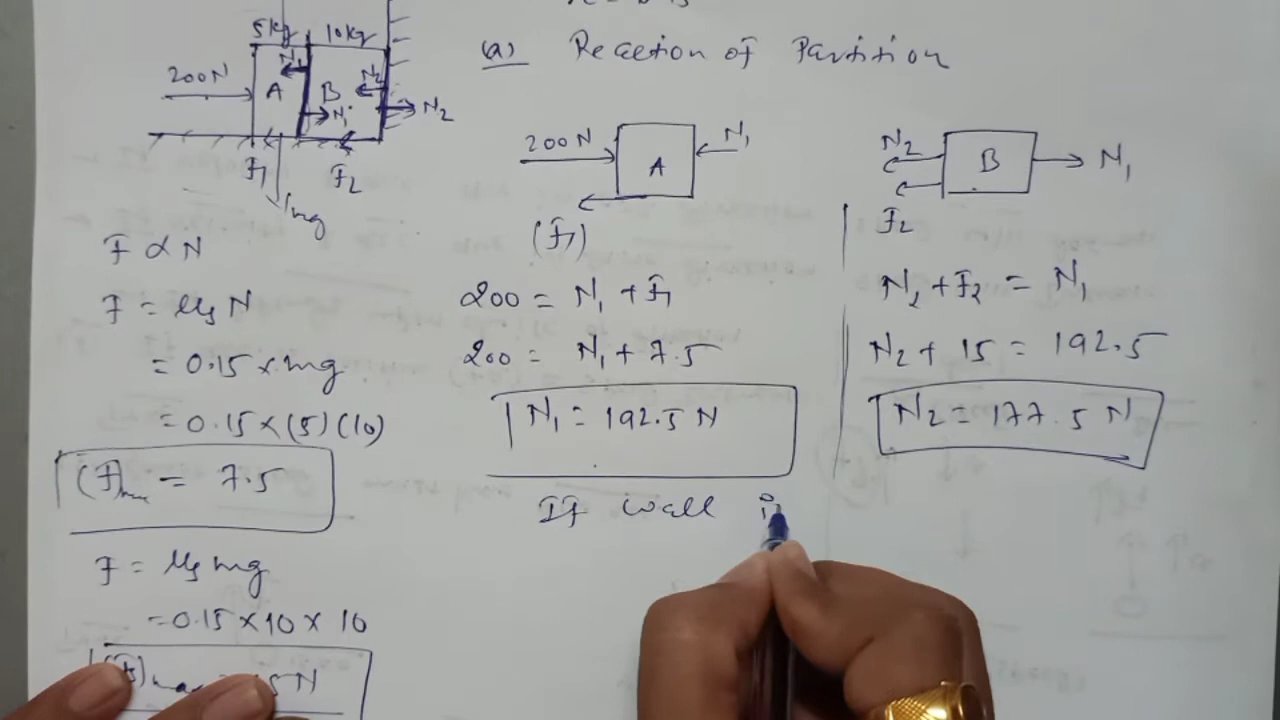 5kg 10kg
200N A N1 B N2 N1 N2
F1 F2
mg
(a) Reaction of Partition
200N A N1
(F1)
N2 B N1
F2
F ∝ N
F = μs N
= 0.15 × mg
= 0.15 × (5) (10)
(F)max = 7.5
F = μs mg
= 0.15 × 10 × 10
200 = N1 + F1
200 = N1 + 7.5
N1 = 192.5 N
If wall i
N2 + F2 = N1
N2 + 15 = 192.5
N2 = 177.5 N